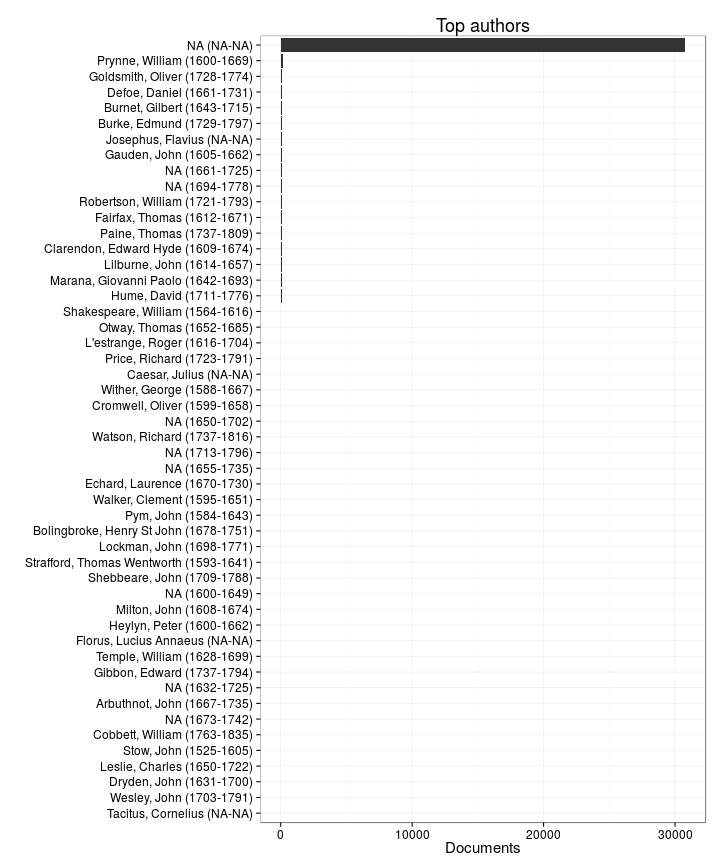 Top authors
NA (NA-NA)
Prynne, William (1600-1669)
Goldsmith, Oliver (1728-1774)
Defoe, Daniel (1661-1731)
Burnet, Gilbert (1643-1715)
Burke, Edmund (1729-1797)
Josephus, Flavius (NA-NA)
Gauden, John (1605-1662)
NA (1661-1725)
NA (1694-1778)
Robertson, William (1721-1793)
Fairfax, Thomas (1612-1671)
Paine, Thomas (1737-1809)
Clarendon, Edward Hyde (1609-1674)
Lilburne, John (1614-1657)
Marana, Giovanni Paolo (1642-1693)
Hume, David (1711-1776)
Shakespeare, William (1564-1616)
Otway, Thomas (1652-1685)
L'estrange, Roger (1616-1704)
Price, Richard (1723-1791)
Caesar, Julius (NA-NA)
Wither, George (1588-1667)
Cromwell, Oliver (1599-1658)
NA (1650-1702)
Watson, Richard (1737-1816)
NA (1713-1796)
NA (1655-1735)
Echard, Laurence (1670-1730)
Walker, Clement (1595-1651)
Pym, John (1584-1643)
Bolingbroke, Henry St John (1678-1751)
Lockman, John (1698-1771)
Strafford, Thomas Wentworth (1593-1641)
Shebbeare, John (1709-1788)
NA (1600-1649)
Milton, John (1608-1674)
Heylyn, Peter (1600-1662)
Florus, Lucius Annaeus (NA-NA)
Temple, William (1628-1699)
Gibbon, Edward (1737-1794)
NA (1632-1725)
Arbuthnot, John (1667-1735)
NA (1673-1742)
Cobbett, William (1763-1835)
Stow, John (1525-1605)
Leslie, Charles (1650-1722)
Dryden, John (1631-1700)
Wesley, John (1703-1791)
Tacitus, Cornelius (NA-NA)
0 10000 20000 30000
Documents